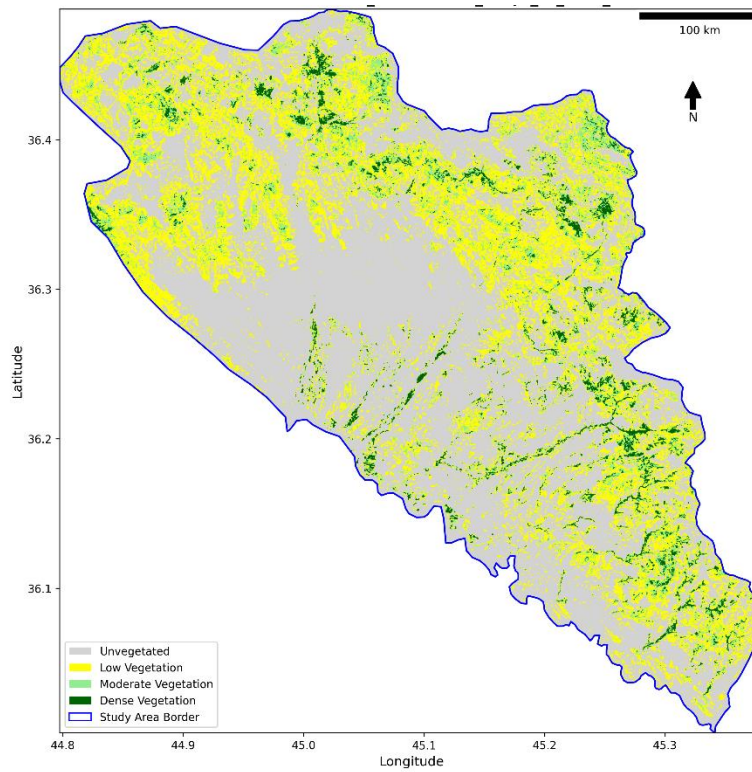 100 km
N
36.4
36.3
36.2
36.1
Latitude
Unvegetated
Low Vegetation
Moderate Vegetation
Dense Vegetation
Study Area Border
44.8 44.9 45.0 45.1 45.2 45.3
Longitude